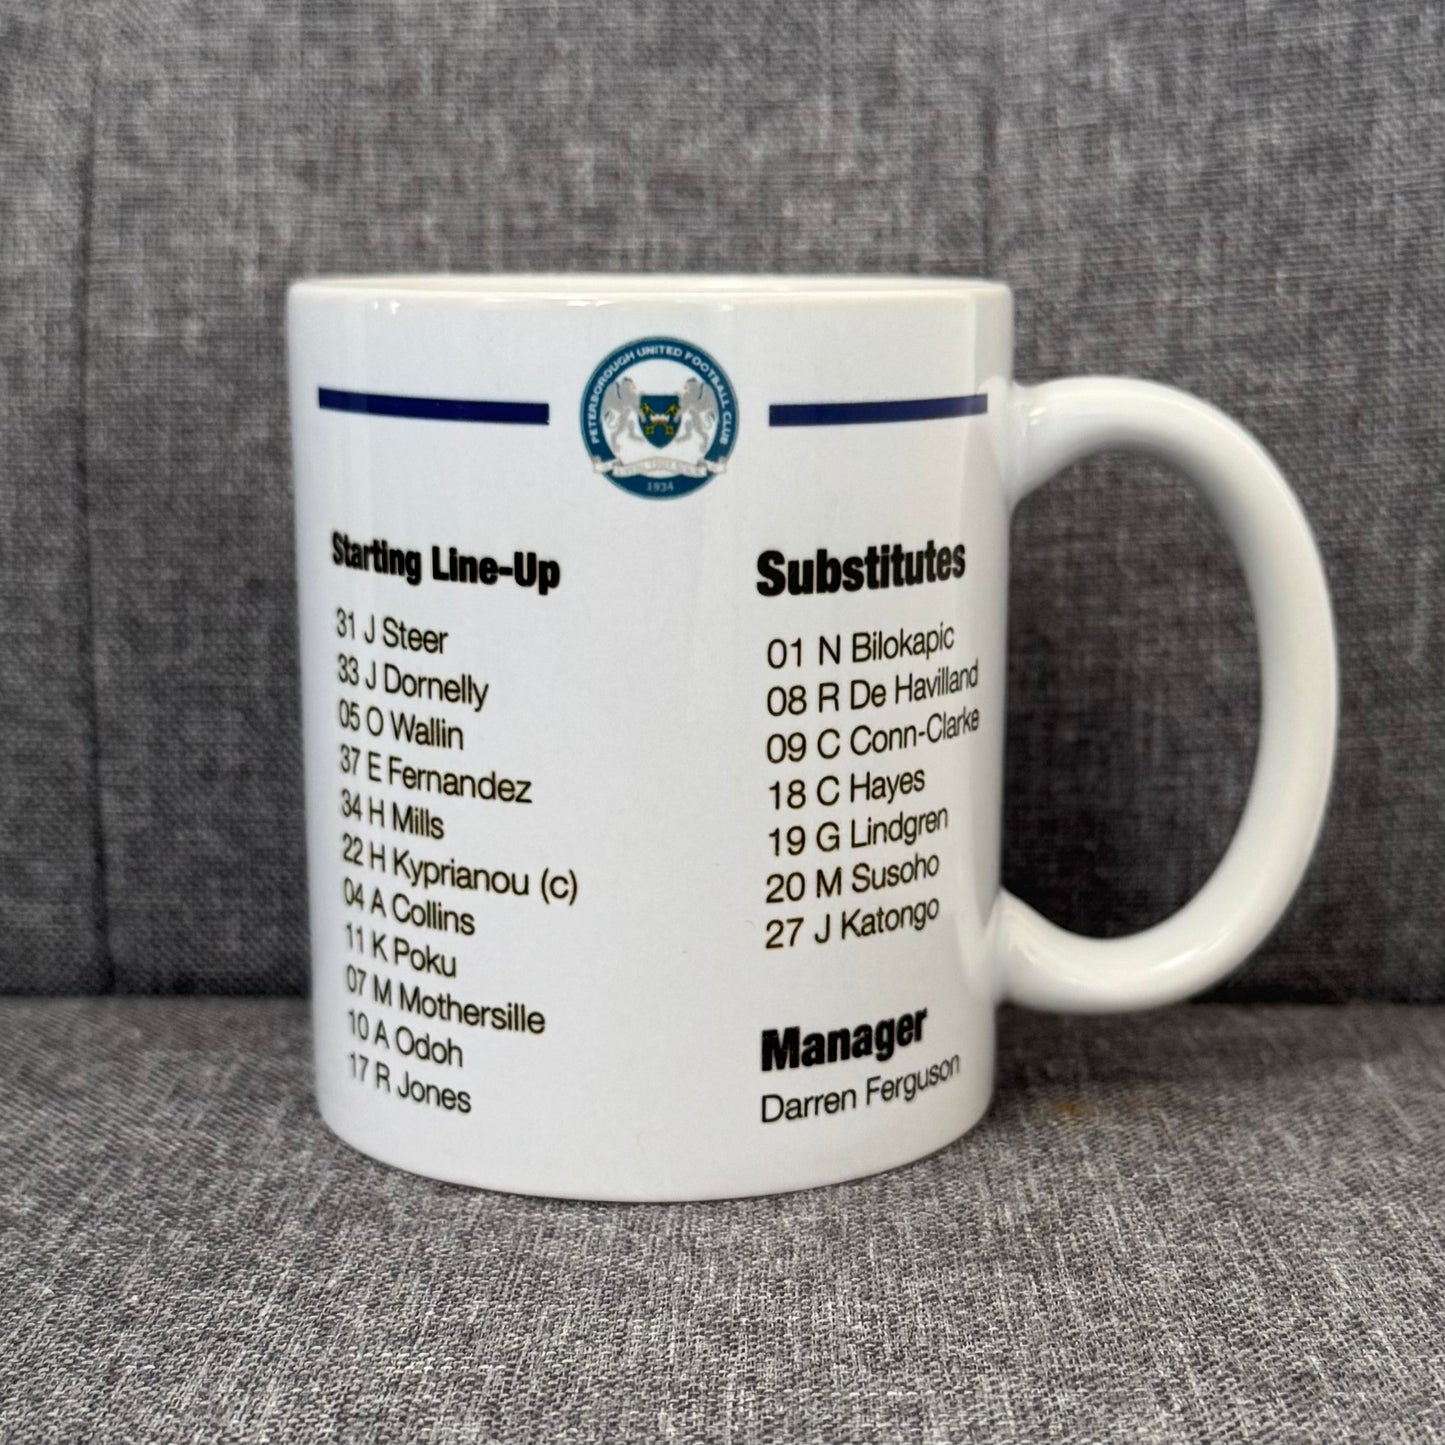 PETERBOROUGH UNITED FOOTBALL CLUB
1934
Starting Line-Up
31 J Steer
33 J Dornelly
05 O Wallin
37 E Fernandez
34 H Mills
22 H Kyprianou (c)
04 A Collins
11 K Poku
07 M Mothersille
10 A Odoh
17 R Jones
Substitutes
01 N Bilokapic
08 R De Havilland
09 C Conn-Clarke
18 C Hayes
19 G Lindgren
20 M Susoho
27 J Katongo
Manager
Darren Ferguson